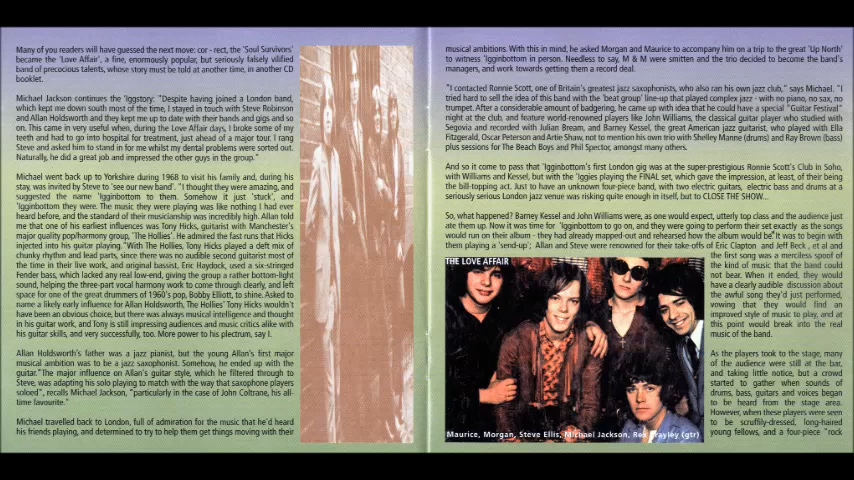 Many of you readers will have guessed the next move: cor - rect, the 'Soul Survivors'
became the 'Love Affair', a fine, enormously popular, but seriously falsely vilified
band of precocious talents, whose story must be told at another time, in another CD
booklet.
Michael Jackson continues the 'Iggstory: "Despite having joined a London band,
which kept me down south most of the time, I stayed in touch with Steve Robinson
and Allan Holdsworth and they kept me up to date with their bands and gigs and so
on. This came in very useful when, during the Love Affair days, I broke some of my
teeth and had to go into hospital for treatment, just ahead of a major tour. I rang
Steve and asked him to stand in for me whilst my dental problems were sorted out.
Naturally, he did a great job and impressed the other guys in the group."
Michael went back up to Yorkshire during 1968 to visit his family and, during his
stay, was invited by Steve to 'see our new band'. "I thought they were amazing, and
suggested the name 'Igginbottom to them. Somehow it just 'stuck', and
'Igginbottom they were. The music they were playing was like nothing I had ever
heard before, and the standard of their musicianship was incredibly high. Allan told
me that one of his earliest influences was Tony Hicks, guitarist with Manchester's
major quality pop/harmony group, 'The Hollies'. He admired the fast runs that Hicks
injected into his guitar playing." With The Hollies, Tony Hicks played a deft mix of
chunky rhythm and lead parts, since there was no audible second guitarist most of
the time in their live work, and original bassist, Eric Haydock, used a six-stringed
Fender bass, which lacked any real low-end, giving the group a rather bottom-light
sound, helping the three-part vocal harmony work to come through clearly, and left
space for one of the great drummers of 1960's pop, Bobby Elliott, to shine. Asked to
name a likely early influence for Allan Holdsworth, The Hollies' Tony Hicks wouldn't
have been an obvious choice, but there was always musical intelligence and thought
in his guitar work, and Tony is still impressing audiences and music critics alike with
his guitar skills, and very successfully, too. More power to his plectrum, say I.
Allan Holdsworth's father was a jazz pianist, but the young Allan's first major
musical ambition was to be a jazz saxophonist. Somehow, he ended up with the
guitar."The major influence on Allan's guitar style, which he filtered through to
Steve, was adapting his solo playing to match with the way that saxophone players
soloed", recalls Michael Jackson, "particularly in the case of John Coltrane, his all-
time favourite."
Michael travelled back to London, full of admiration for the music that he'd heard
his friends playing, and determined to try to help them get things moving with their
musical ambitions. With this in mind, he asked Morgan and Maurice to accompany him on a trip to the great 'Up North'
to witness 'Igginbottom in person. Needless to say, M & M were smitten and the trio decided to become the band's
managers, and work towards getting them a record deal.
"I contacted Ronnie Scott, one of Britain's greatest jazz saxophonists, who also ran his own jazz club," says Michael. "I
tried hard to sell the idea of this band with the 'beat group' line-up that played complex jazz - with no piano, no sax, no
trumpet. After a considerable amount of badgering, he came up with idea that he could have a special "Guitar Festival"
night at the club, and feature world-renowned players like John Williams, the classical guitar player who studied with
Segovia and recorded with Julian Bream, and Barney Kessel, the great American jazz guitarist, who played with Ella
Fitzgerald, Oscar Peterson and Artie Shaw, not to mention his own trio with Shelley Manne (drums) and Ray Brown (bass)
plus sessions for The Beach Boys and Phil Spector, amongst many others.
And so it come to pass that 'Igginbottom's first London gig was at the super-prestigious Ronnie Scott's Club in Soho,
with Williams and Kessel, but with the 'Iggies playing the FINAL set, which gave the impression, at least, of their being
the bill-topping act. Just to have an unknown four-piece band, with two electric guitars, electric bass and drums at a
seriously serious London jazz venue was risking quite enough in itself, but to CLOSE THE SHOW...
So, what happened? Barney Kessel and John Williams were, as one would expect, utterly top class and the audience just
ate them up. Now it was time for 'Igginbottom to go on, and they were going to perform their set exactly as the songs
would run on their album - they had already mapped-out and rehearsed how the album would be" It was to begin with
them playing a 'send-up'; Allan and Steve were renowned for their take-offs of Eric Clapton and Jeff Beck , et al and
the first song was a merciless spoof of
the kind of music that the band could
not bear. When it ended, they would
have a clearly audible discussion about
the awful song they'd just performed,
vowing that they would find an
improved style of music to play, and at
this point would break into the real
music of the band.
As the players took to the stage, many
of the audience were still at the bar,
and taking little notice, but a crowd
started to gather when sounds of
drums, bass, guitars and voices began
to be heard from the stage area.
However, when these players were seen
to be scruffily-dressed, long-haired
young fellows, and a four-piece "rock
THE LOVE AFFAIR
Maurice, Morgan, Steve Ellis, Michael Jackson, Rex Brayley (gtr)